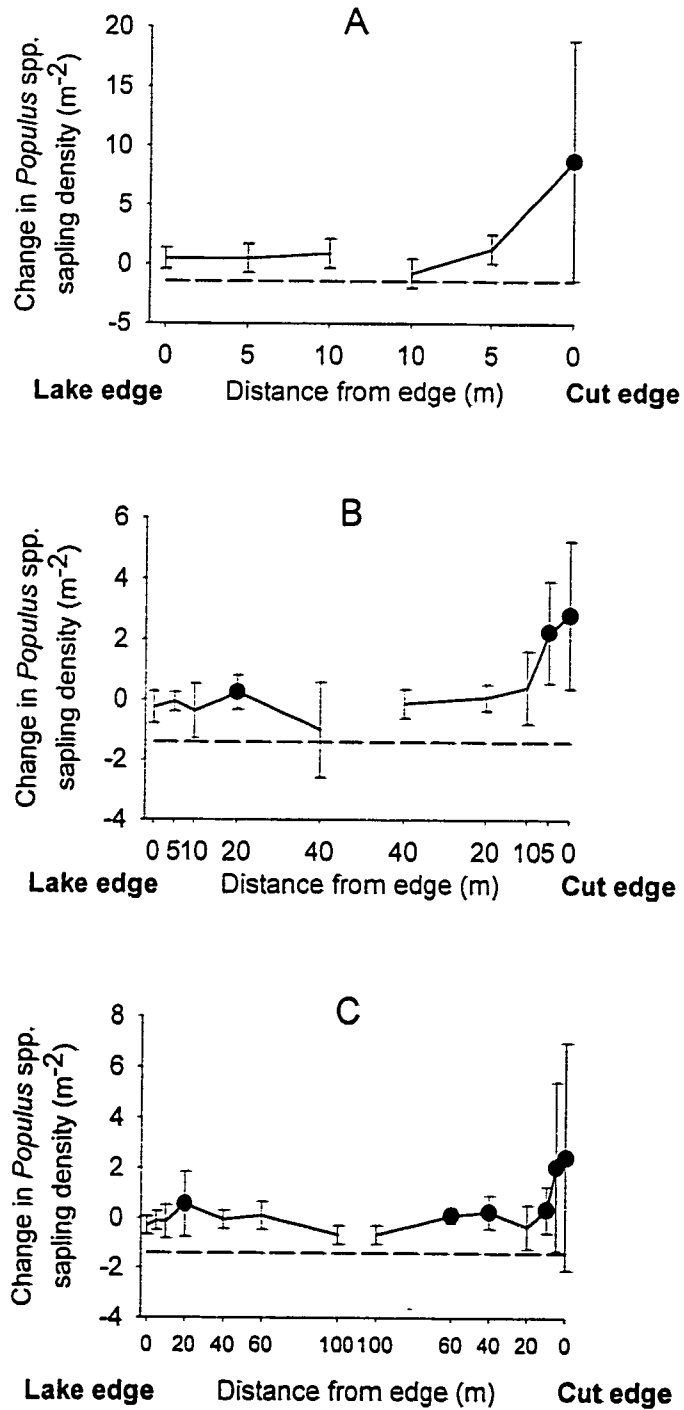 A
Change in Populus spp.
sapling density (m-2)
20
15
10
5
0
-5
0 5 10 10 5 0
Lake edge Distance from edge (m) Cut edge
B
Change in Populus spp.
sapling density (m-2)
6
4
2
0
-2
-4
0 510 20 40 40 20 105 0
Lake edge Distance from edge (m) Cut edge
C
Change in Populus spp.
sapling density (m-2)
8
6
4
2
0
-2
-4
0 20 40 60 100100 60 40 20 0
Lake edge Distance from edge (m) Cut edge